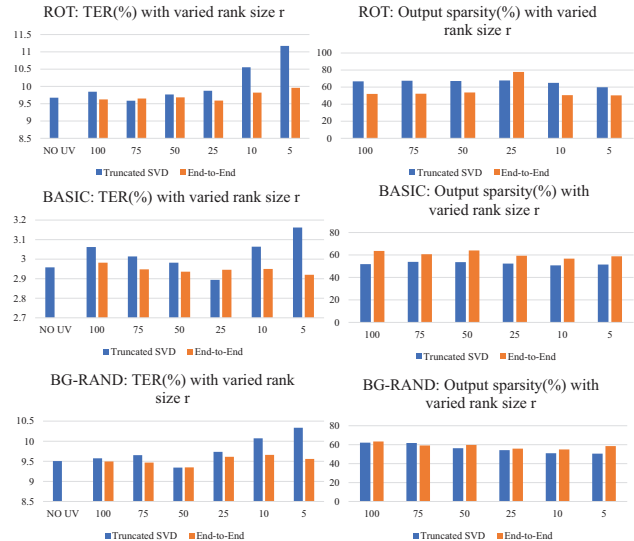 ROT: TER(%) with varied rank size r
11.5
11
10.5
10
9.5
9
8.5
NO UV 100 75 50 25 10 5
Truncated SVD End-to-End
ROT: Output sparsity(%) with varied
rank size r
100
80
60
40
20
0
100 75 50 25 10 5
Truncated SVD End-to-End
BASIC: TER(%) with varied rank size r
3.2
3.1
3
2.9
2.8
2.7
NO UV 100 75 50 25 10 5
Truncated SVD End-to-End
BASIC: Output sparsity(%) with
varied rank size r
80
60
40
20
0
100 75 50 25 10 5
Truncated SVD End-to-End
BG-RAND: TER(%) with varied rank
size r
10.5
10
9.5
9
8.5
NO UV 100 75 50 25 10 5
Truncated SVD End-to-End
BG-RAND: Output sparsity(%) with
varied rank size r
80
60
40
20
0
100 75 50 25 10 5
Truncated SVD End-to-End